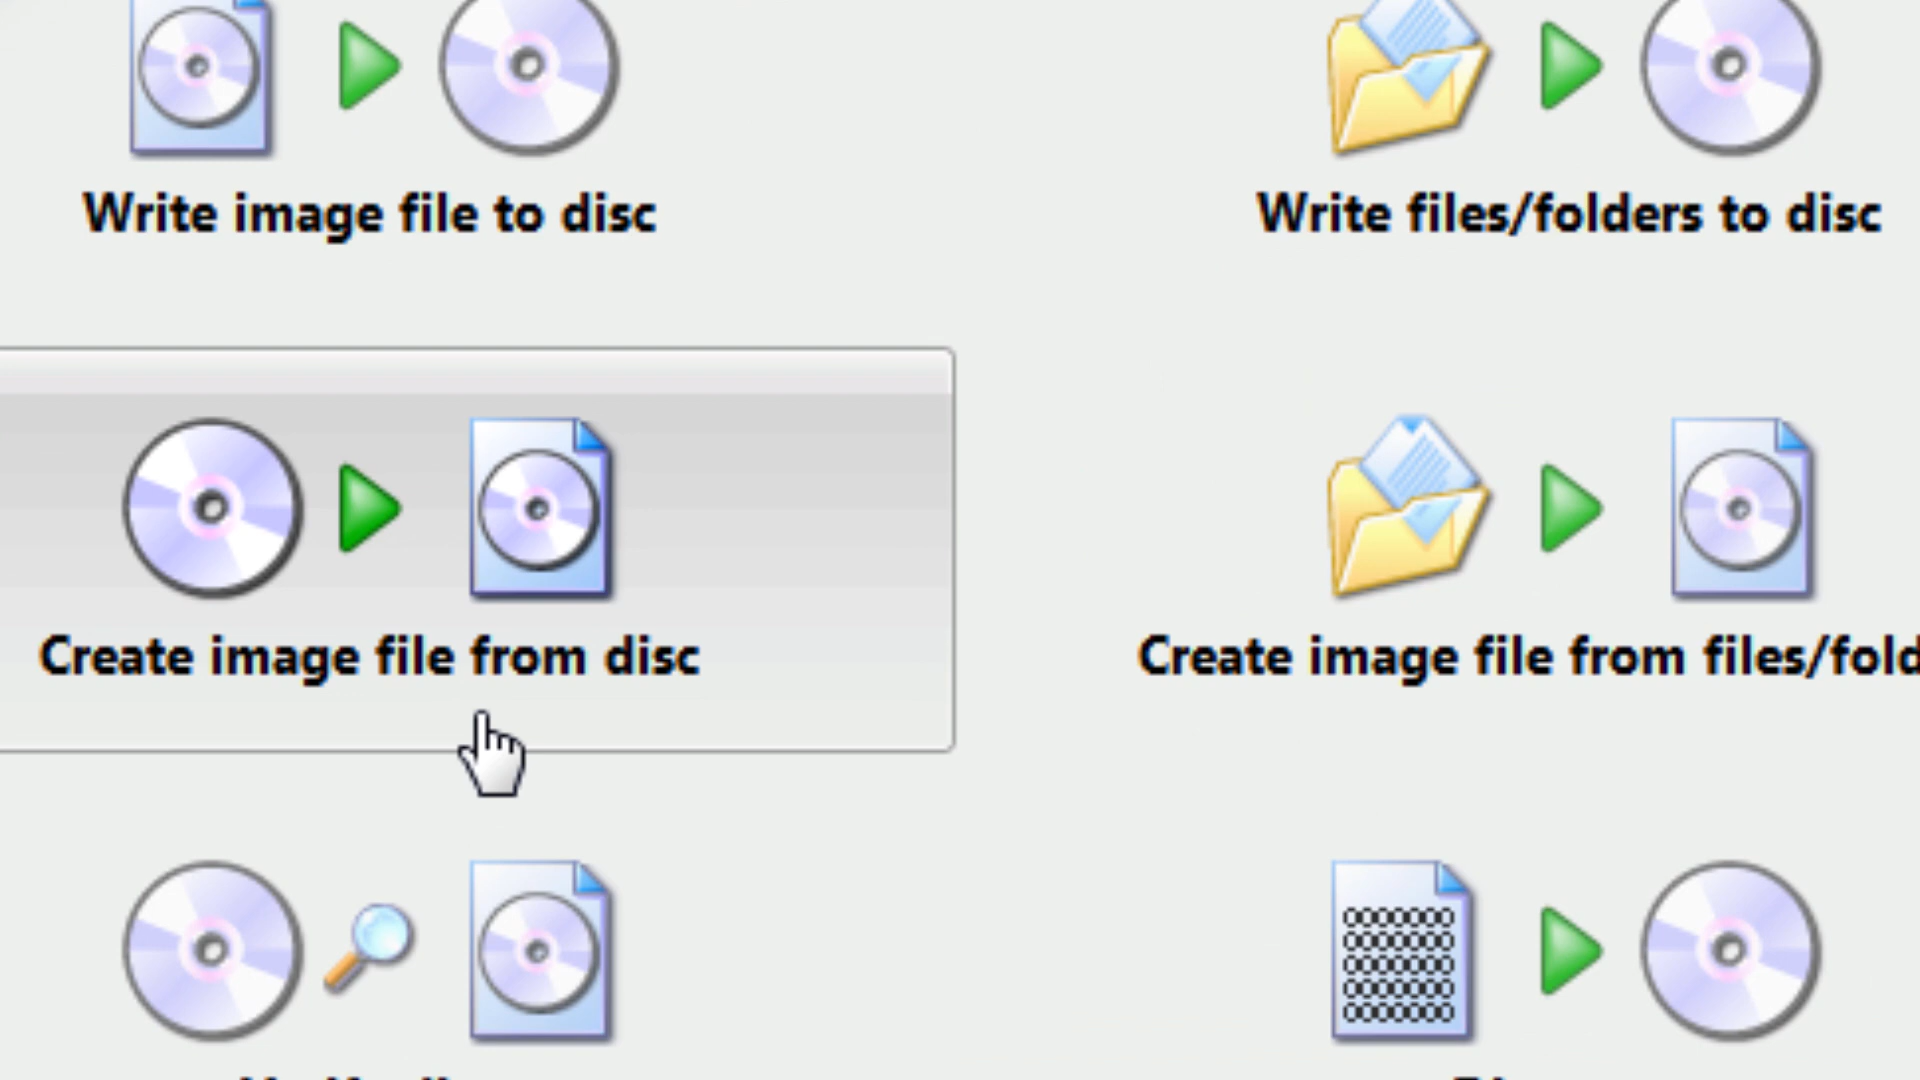 Write image file to disc
Write files/folders to disc
Create image file from disc
Create image file from files/fold